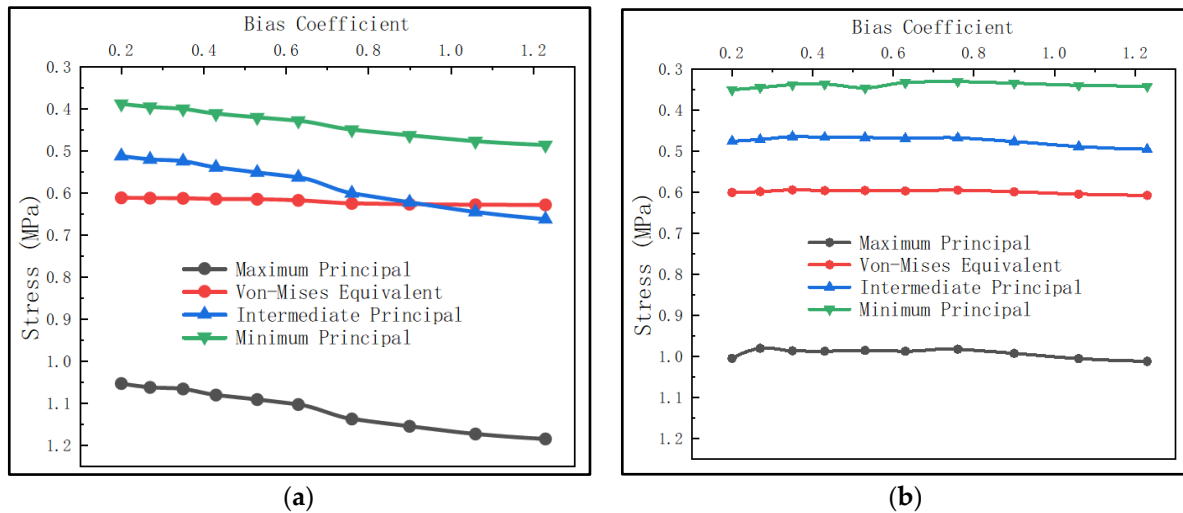 Bias Coefficient
0.2 0.4 0.6 0.8 1.0 1.2
0.3
0.4
0.5
0.6
0.7
0.8
0.9
1.0
1.1
1.2
Stress (MPa)
Maximum Principal
Von-Mises Equivalent
Intermediate Principal
Minimum Principal
(a)
Bias Coefficient
0.2 0.4 0.6 0.8 1.0 1.2
0.3
0.4
0.5
0.6
0.7
0.8
0.9
1.0
1.1
1.2
Stress (MPa)
Maximum Principal
Von-Mises Equivalent
Intermediate Principal
Minimum Principal
(b)